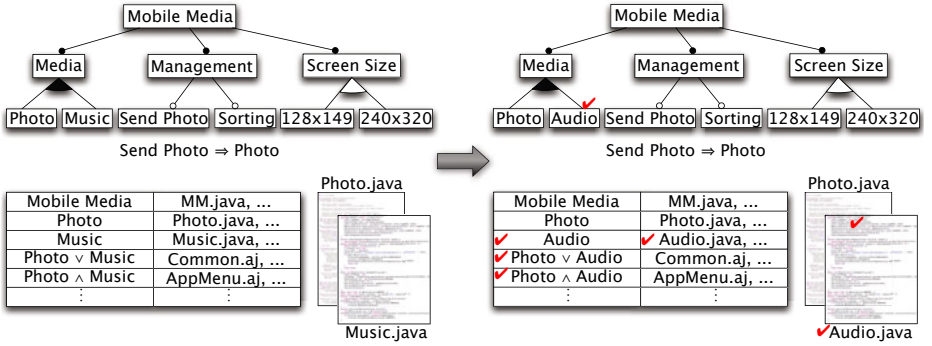 Mobile Media
Media Management Screen Size
Photo Music Send Photo Sorting 128x149 240x320
Send Photo ⇒ Photo
Mobile Media MM.java, ...
Photo Photo.java, ...
Music Music.java, ...
Photo ∨ Music Common.aj, ...
Photo ∧ Music AppMenu.aj, ...
Photo.java
Music.java
Mobile Media
Media Management Screen Size
Photo Audio Send Photo Sorting 128x149 240x320
Send Photo ⇒ Photo
Mobile Media MM.java, ...
Photo Photo.java, ...
Audio Audio.java, ...
Photo ∨ Audio Common.aj, ...
Photo ∧ Audio AppMenu.aj, ...
Photo.java
Audio.java